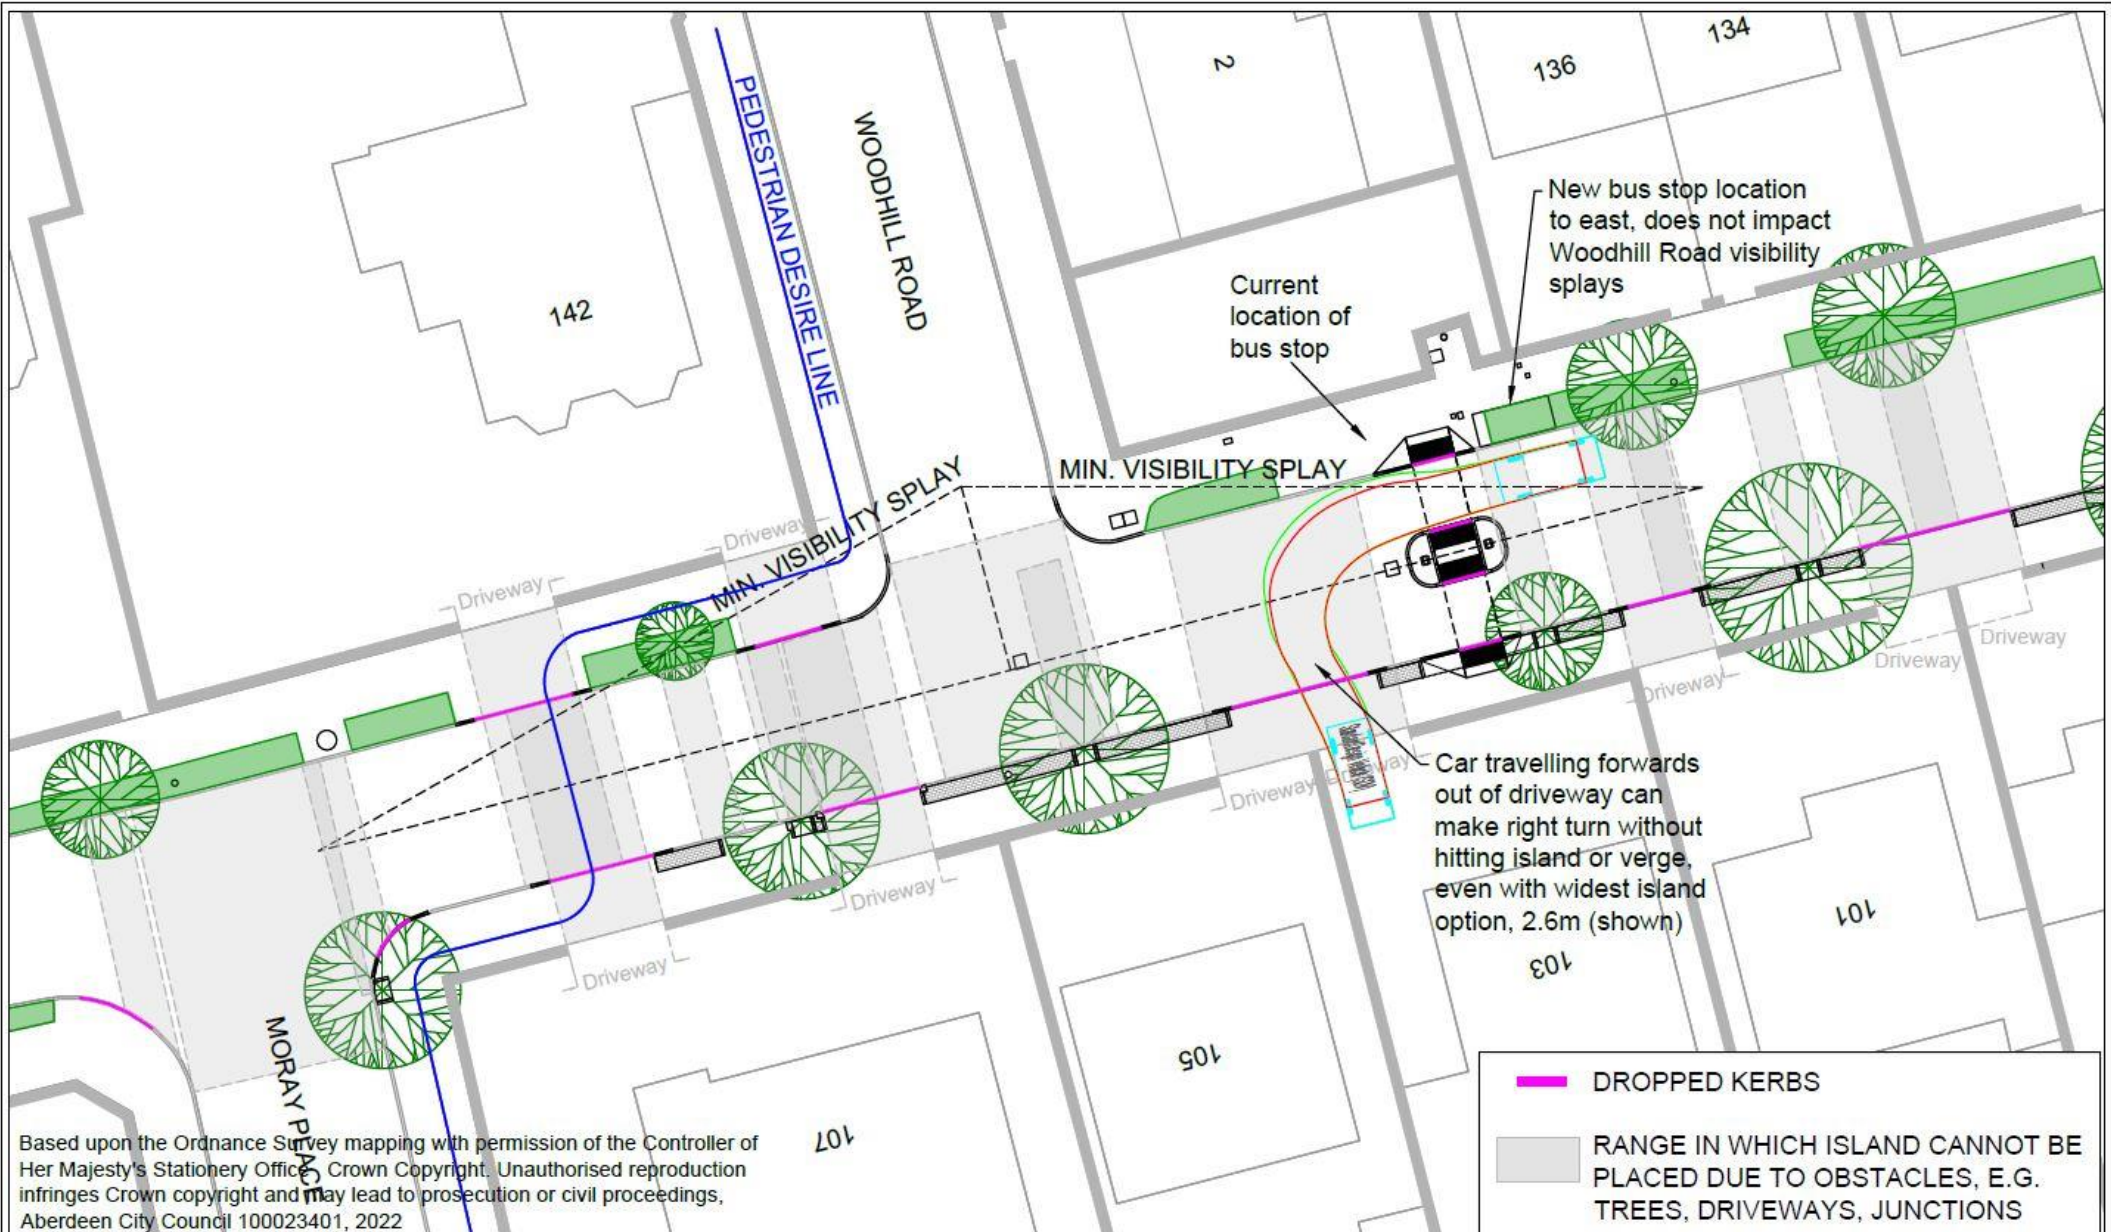 2
136
134
PEDESTRIAN DESIRE LINE
WOODHILL ROAD
142
New bus stop location
to east, does not impact
Woodhill Road visibility
splays
Current
location of
bus stop
MIN. VISIBILITY SPLAY
MIN. VISIBILITY SPLAY
Driveway
Driveway
Driveway
Driveway
Driveway
Driveway
Driveway
Driveway
Driveway
Car travelling forwards
out of driveway can
make right turn without
hitting island or verge,
even with widest island
option, 2.6m (shown)
101
103
105
107
MORAY PLACE
Based upon the Ordnance Survey mapping with permission of the Controller of
Her Majesty's Stationery Office Crown Copyright. Unauthorised reproduction
infringes Crown copyright and may lead to prosecution or civil proceedings,
Aberdeen City Council 100023401, 2022
DROPPED KERBS
RANGE IN WHICH ISLAND CANNOT BE
PLACED DUE TO OBSTACLES, E.G.
TREES, DRIVEWAYS, JUNCTIONS